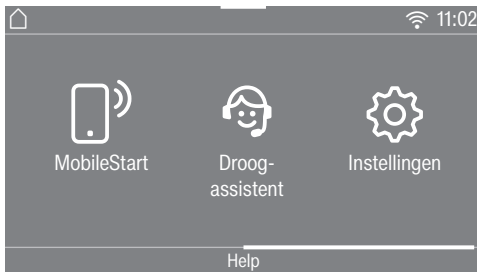 11:02
MobileStart
Droog-
assistent
Instellingen
Help